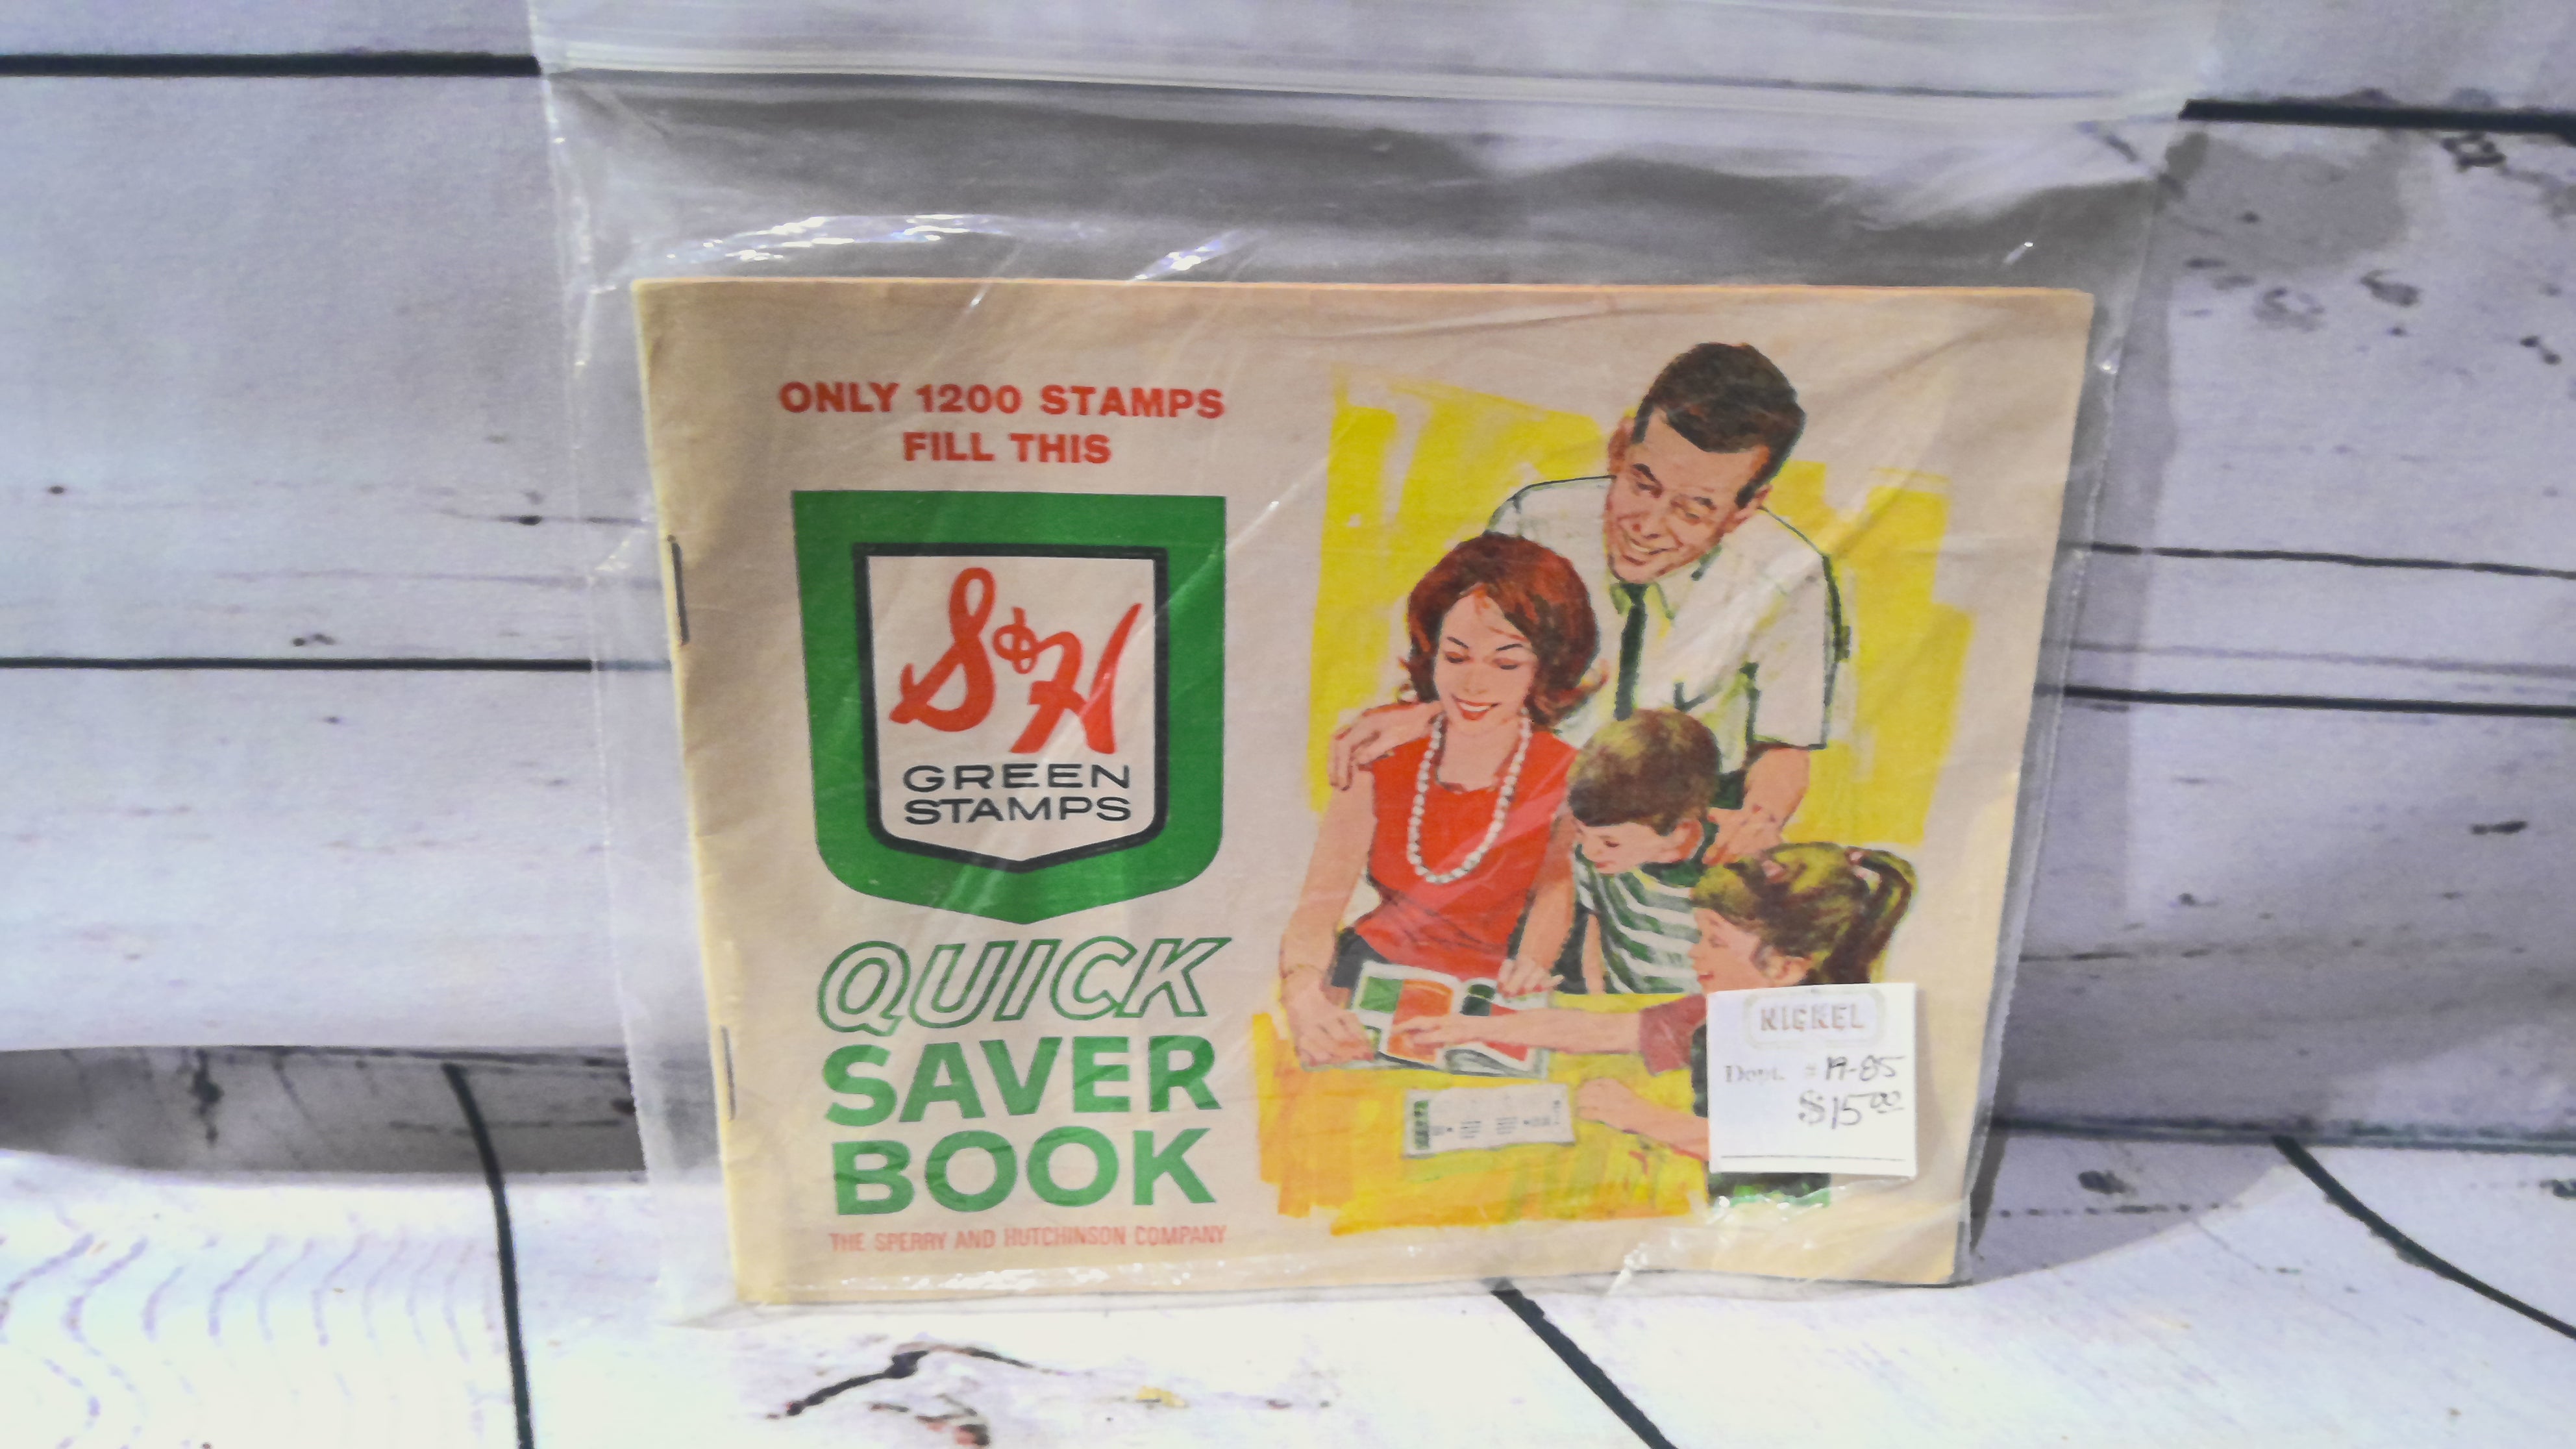 ONLY 1200 STAMPS
FILL THIS
S&H
GREEN
STAMPS
QUICK
SAVER
BOOK
THE SPERRY AND HUTCHINSON COMPANY
NICKEL
Dept. # 19-85
$15.00